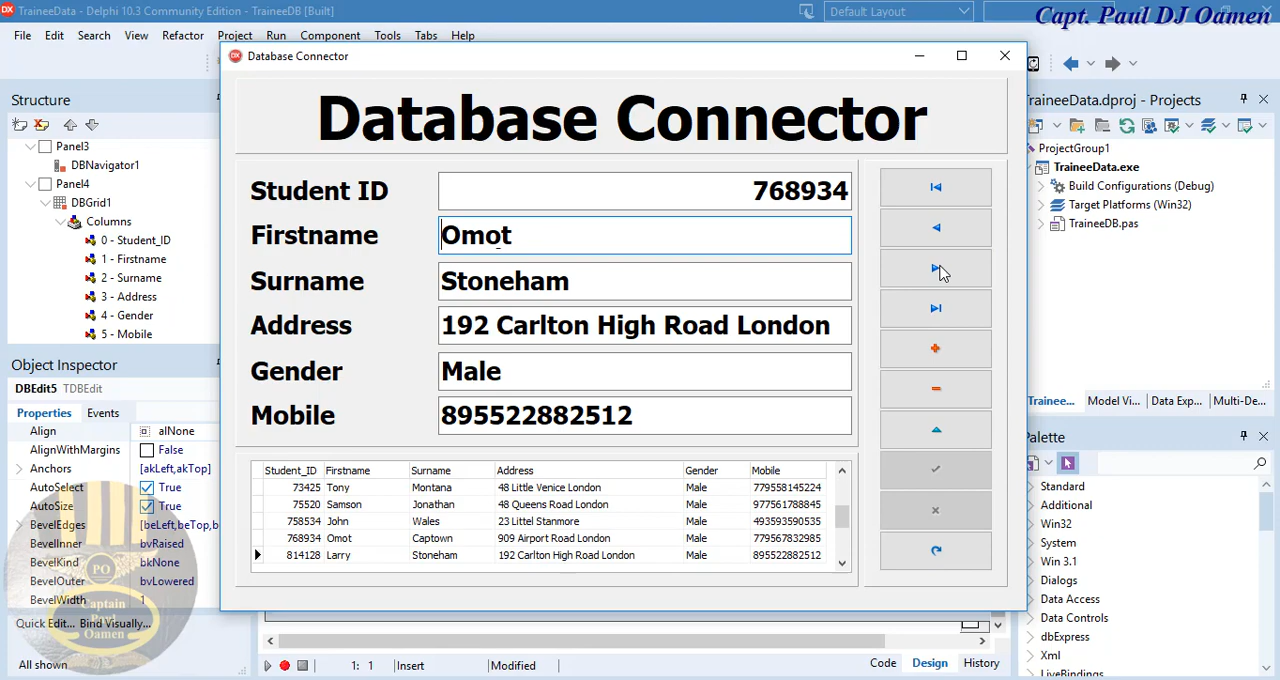 TraineeData - Delphi 10.3 Community Edition - TraineeDB [Built]
Default Layout
Capt. Paul DJ Oamen
File Edit Search View Refactor Project Run Component Tools Tabs Help
Database Connector
Structure
Panel3
DBNavigator1
Panel4
DBGrid1
Columns
0 - Student_ID
1 - Firstname
2 - Surname
3 - Address
4 - Gender
5 - Mobile
Object Inspector
DBEdit5 TDBEdit
Properties Events
Align alNone
AlignWithMargins False
Anchors [akLeft,akTop]
AutoSelect True
AutoSize True
BevelEdges [beLeft,beTop,b
BevelInner bvRaised
BevelKind bkNone
BevelOuter bvLowered
BevelWidth 1
Quick Edit... Bind Visually...
All shown
PO
Captain
Paul
Oamen
Database Connector
Student ID 768934
Firstname Omot
Surname Stoneham
Address 192 Carlton High Road London
Gender Male
Mobile 895522882512
Student_ID Firstname Surname Address Gender Mobile
73425 Tony Montana 48 Little Venice London Male 779558145224
75520 Samson Jonathan 48 Queens Road London Male 977561788845
758534 John Wales 23 Littel Stanmore Male 493593590535
768934 Omot Captown 909 Airport Road London Male 779567832985
814128 Larry Stoneham 192 Carlton High Road London Male 895522882512
1: 1 Insert Modified
Code Design History
TraineeData.dproj - Projects
ProjectGroup1
TraineeData.exe
Build Configurations (Debug)
Target Platforms (Win32)
TraineeDB.pas
Trainee... Model Vi... Data Exp... Multi-De...
Palette
Standard
Additional
Win32
System
Win 3.1
Dialogs
Data Access
Data Controls
dbExpress
Xml
LiveBindings